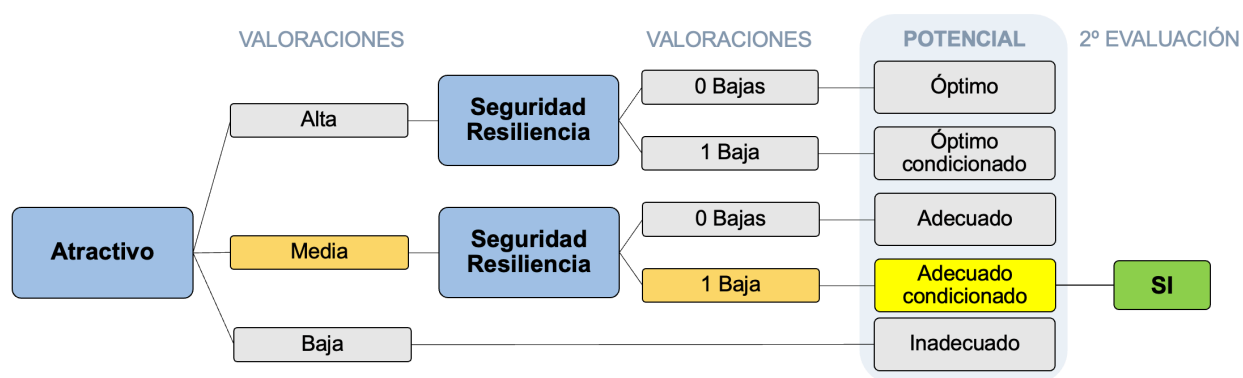 VALORACIONES
VALORACIONES
POTENCIAL
2º EVALUACIÓN
Alta
Seguridad
Resiliencia
0 Bajas
Óptimo
1 Baja
Óptimo
condicionado
Atractivo
Media
Seguridad
Resiliencia
0 Bajas
Adecuado
1 Baja
Adecuado
condicionado
SI
Baja
Inadecuado